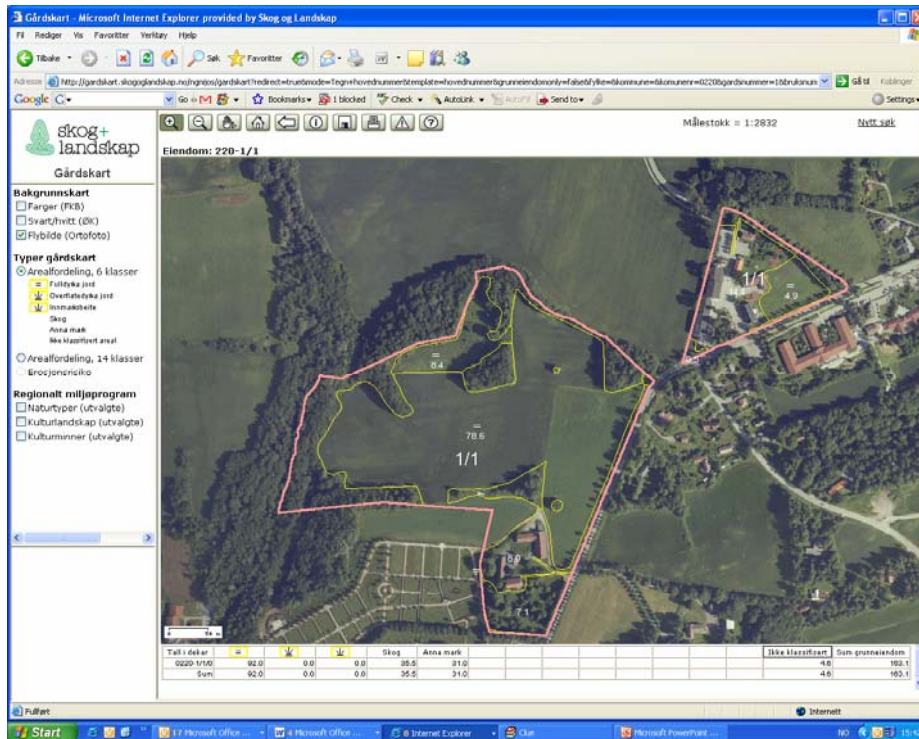 Gårdskart - Microsoft Internet Explorer provided by Skog og Landskap
Fil Rediger Vis Favoritter Verktøy Hjelp
Tilbake Søk Favoritter
Adresse Gå til Koblinger
Google Go Bookmarks 1 blocked Check AutoLink AutoFill Send to Settings
skog+
landskap
Gårdskart
Målestokk = 1:2832 Nytt søk
Eiendom: 220-1/1
Bakgrunnskart
Farger (FKB)
Svart/hvitt (ØK)
Flybilde (Ortofoto)
Typer gårdskart
Arealfordeling, 6 klasser
Fulldyrka jord
Overflatedyrka jord
Innmarksbeite
Skog
Anna mark
Ikke klassifisert areal
Arealfordeling, 14 klasser
Erosjonsrisiko
Regionalt miljøprogram
Naturtyper (utvalgte)
Kulturlandskap (utvalgte)
Kulturminner (utvalgte)
1/1
4.9
78.6
1/1
7.1
Tall i dekar = Skog Anna mark Ikke klassifisert Sum grunneiendom
0220-1/1/0 92.0 0.0 0.0 35.5 31.0 4.6 163.1
Sum 92.0 0.0 0.0 35.5 31.0 4.6 163.1
Fullført Internett
Start 17 Microsoft Office ... 4 Microsoft Office ... 8 Internet Explorer Clue Microsoft PowerPoint ... NO